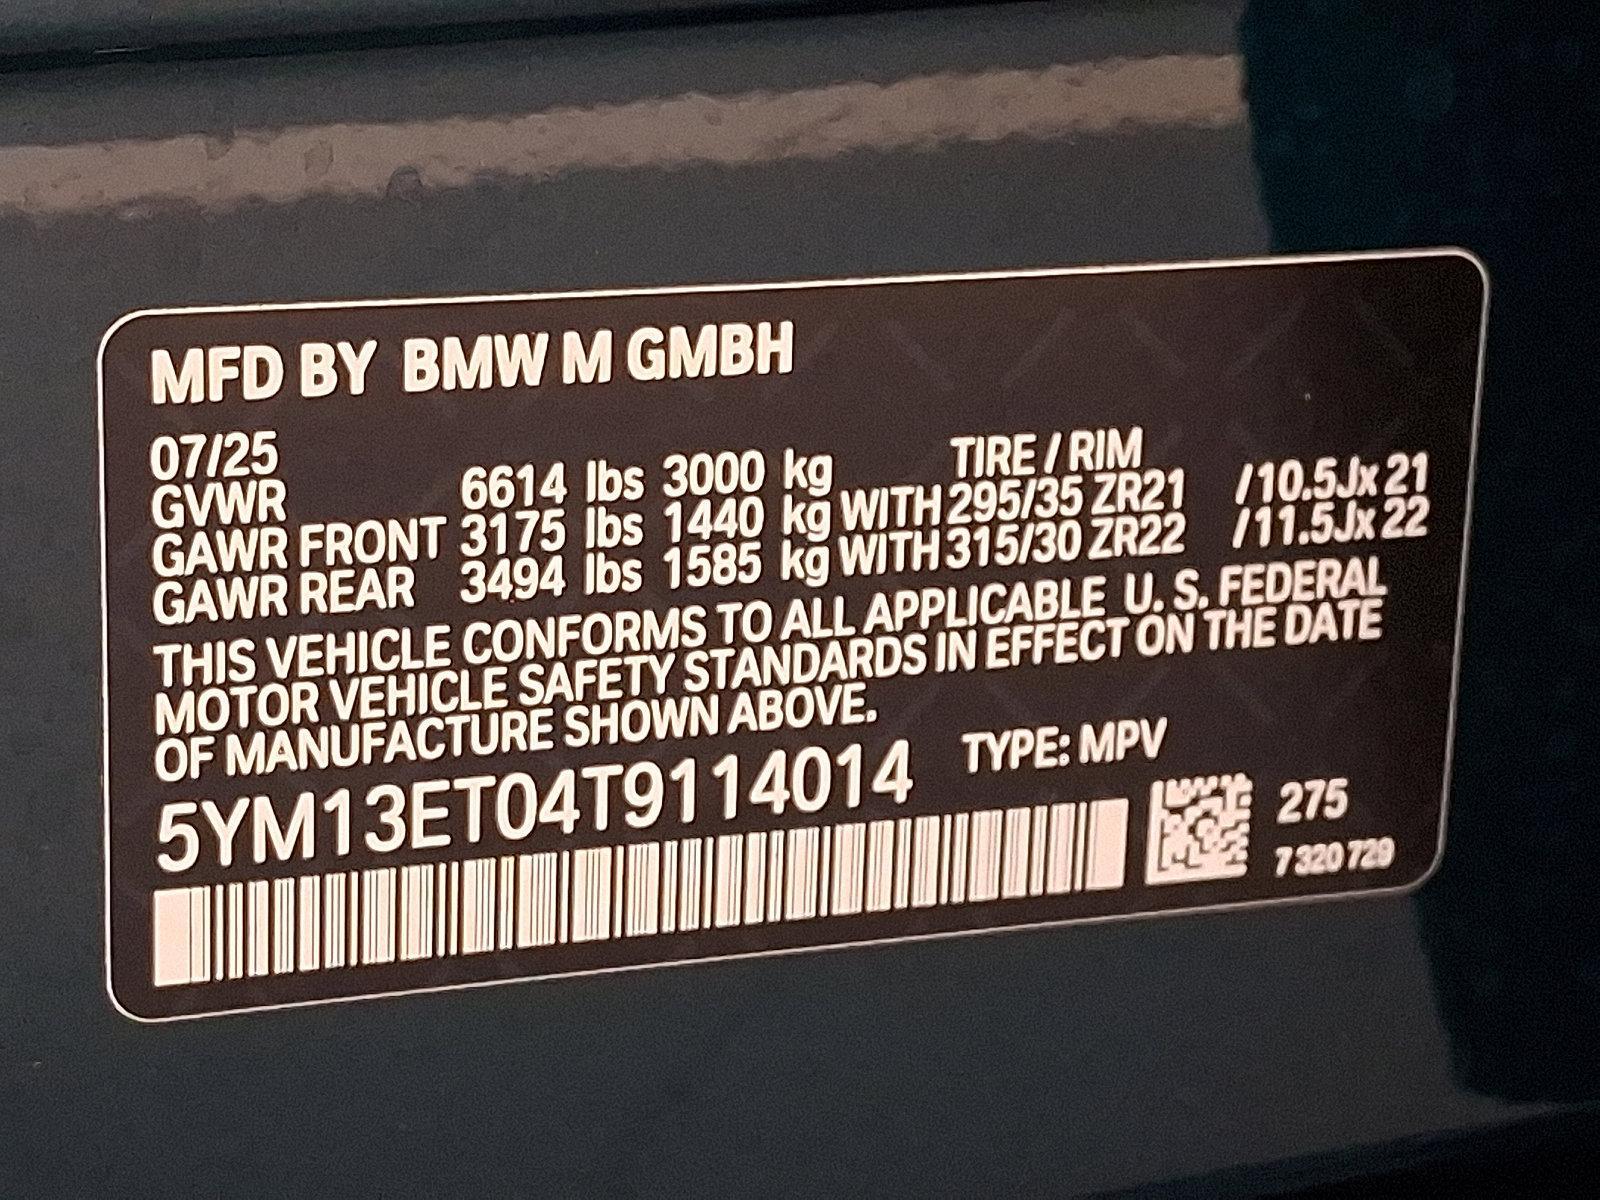 MFD BY BMW M GMBH
07/25 TIRE / RIM
GVWR 6614 lbs 3000 kg
GAWR FRONT 3175 lbs 1440 kg WITH 295/35 ZR21 /10.5Jx 21
GAWR REAR 3494 lbs 1585 kg WITH 315/30 ZR22 /11.5Jx 22
THIS VEHICLE CONFORMS TO ALL APPLICABLE U. S. FEDERAL
MOTOR VEHICLE SAFETY STANDARDS IN EFFECT ON THE DATE
OF MANUFACTURE SHOWN ABOVE.
5YM13ET04T9114014 TYPE: MPV
275
7 320 729